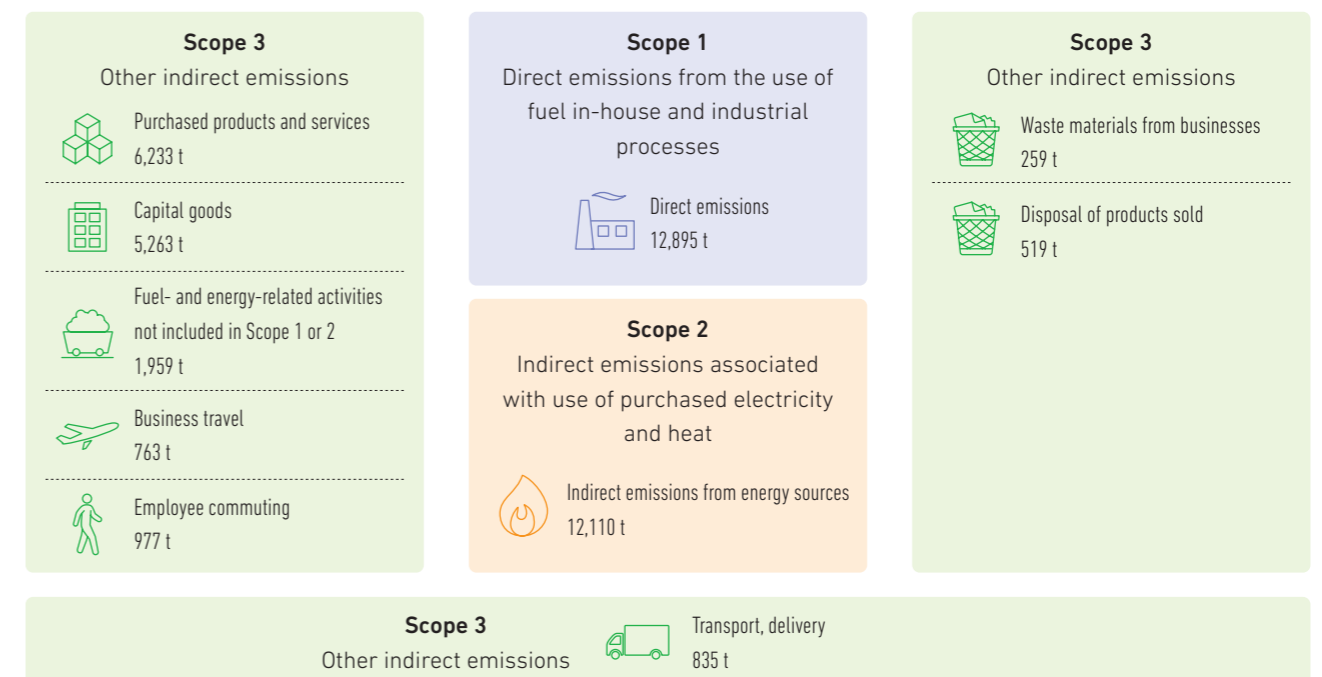 Scope 3
Other indirect emissions
Purchased products and services
6,233 t
Capital goods
5,263 t
Fuel- and energy-related activities
not included in Scope 1 or 2
1,959 t
Business travel
763 t
Employee commuting
977 t
Scope 1
Direct emissions from the use of
fuel in-house and industrial
processes
Direct emissions
12,895 t
Scope 2
Indirect emissions associated
with use of purchased electricity
and heat
Indirect emissions from energy sources
12,110 t
Scope 3
Other indirect emissions
Waste materials from businesses
259 t
Disposal of products sold
519 t
Scope 3
Other indirect emissions
Transport, delivery
835 t